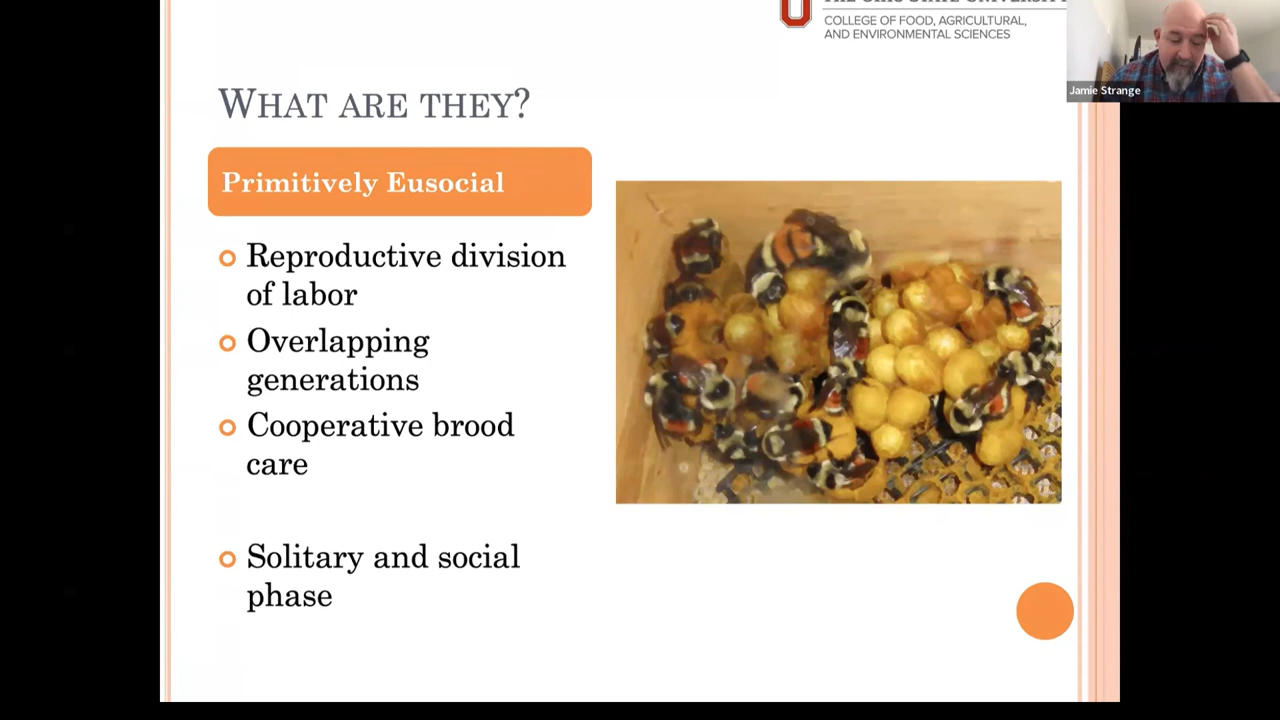 COLLEGE OF FOOD, AGRICULTURAL,
AND ENVIRONMENTAL SCIENCES
Jamie Strange
WHAT ARE THEY?
Primitively Eusocial
Reproductive division
of labor
Overlapping
generations
Cooperative brood
care
Solitary and social
phase